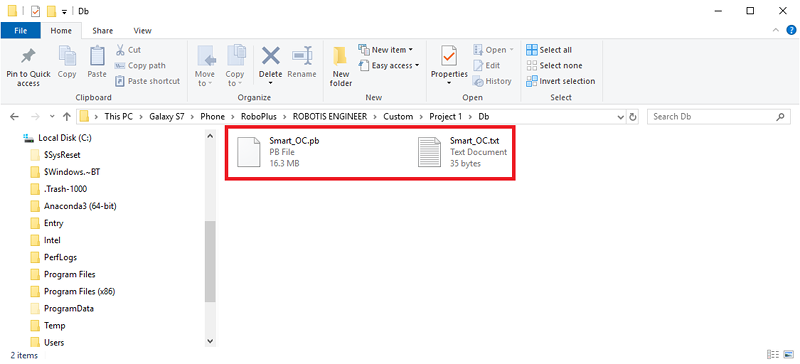 Db
File Home Share View
Pin to Quick access
Copy
Paste
Cut
Copy path
Paste shortcut
Clipboard
Move to
Copy to
Delete
Rename
Organize
New folder
New item
Easy access
New
Properties
Open
Edit
History
Open
Select all
Select none
Invert selection
Select
This PC > Galaxy S7 > Phone > RoboPlus > ROBOTIS ENGINEER > Custom > Project 1 > Db
Search Db
Local Disk (C:)
$SysReset
$Windows.~BT
.Trash-1000
Anaconda3 (64-bit)
Entry
Intel
PerfLogs
Program Files
Program Files (x86)
ProgramData
Temp
Users
Smart_OC.pb
PB File
16.3 MB
Smart_OC.txt
Text Document
35 bytes
2 items